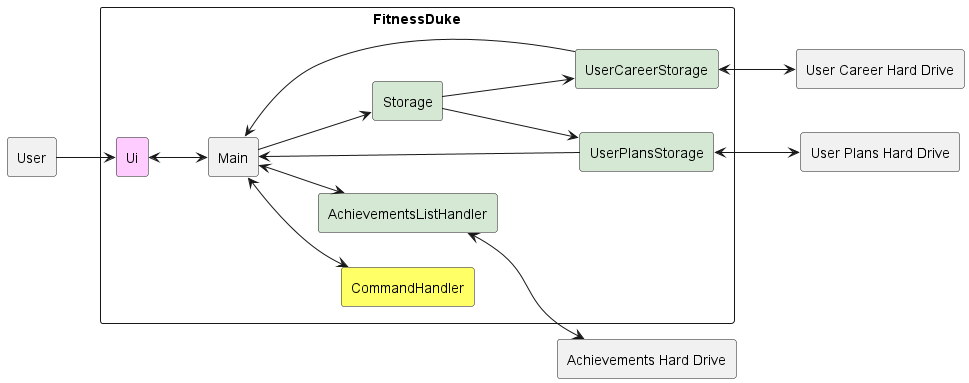 FitnessDuke
UserCareerStorage
User Career Hard Drive
Storage
User
Ui
Main
UserPlansStorage
User Plans Hard Drive
AchievementsListHandler
CommandHandler
Achievements Hard Drive